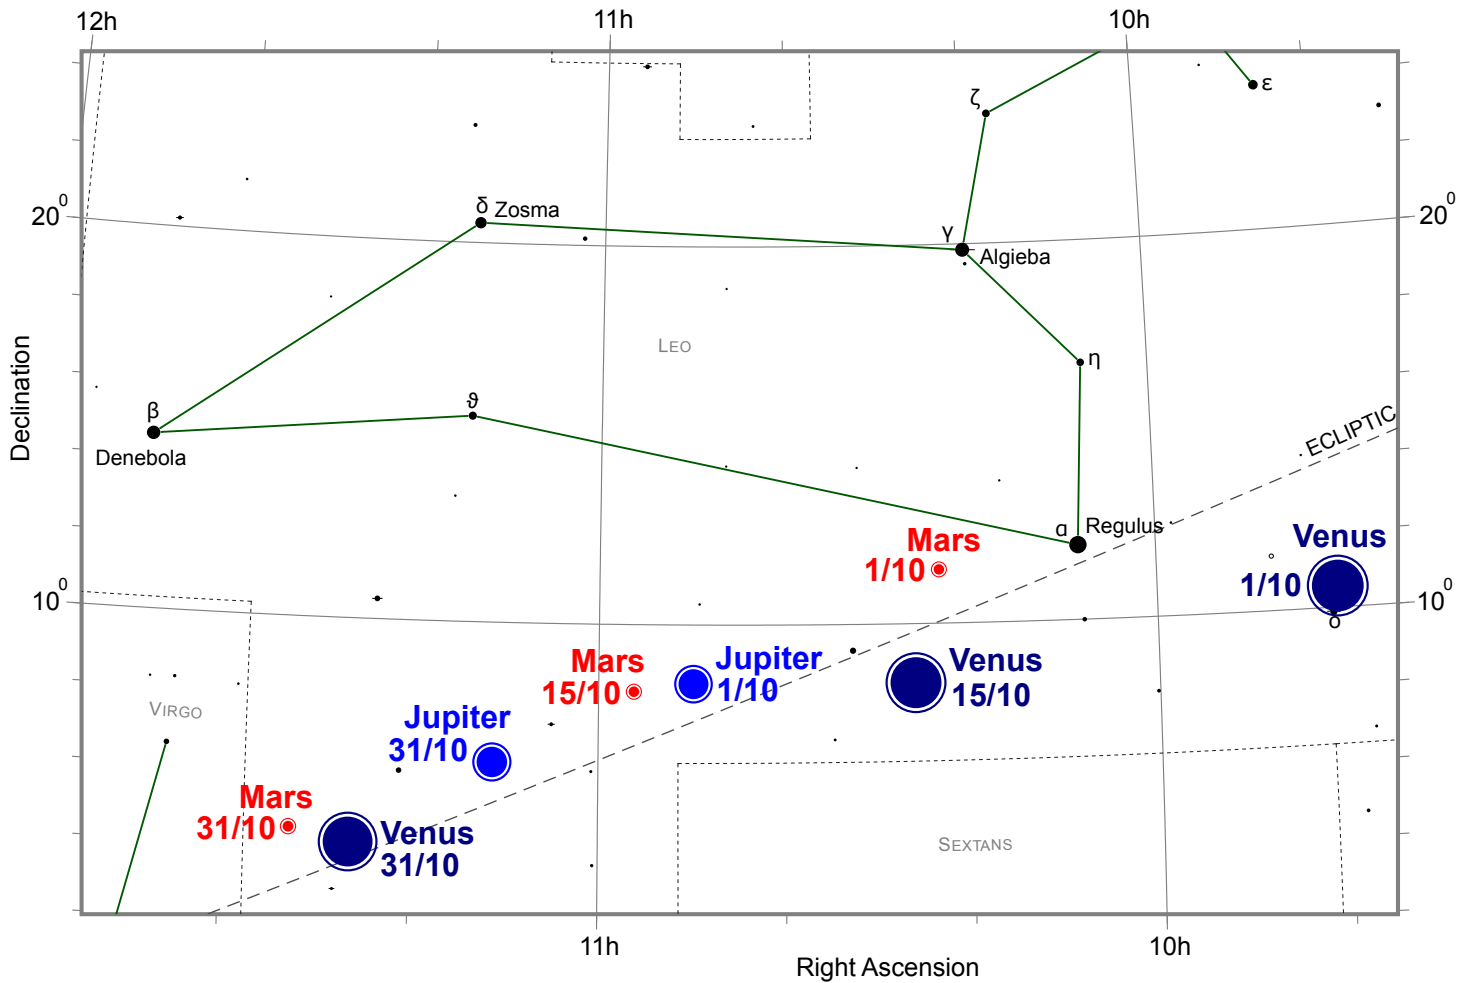 12h 11h 10h
ε
ζ
20⁰ 20⁰
δ Zosma
γ
Algieba
LEO
η
Declination
β
ϑ
Denebola
ECLIPTIC
α Regulus
Mars
1/10
Venus
1/10
10⁰ 10⁰
ο
Mars
15/10
Jupiter
1/10
Venus
15/10
VIRGO
Jupiter
31/10
Mars
31/10
Venus
31/10
SEXTANS
11h 10h
Right Ascension